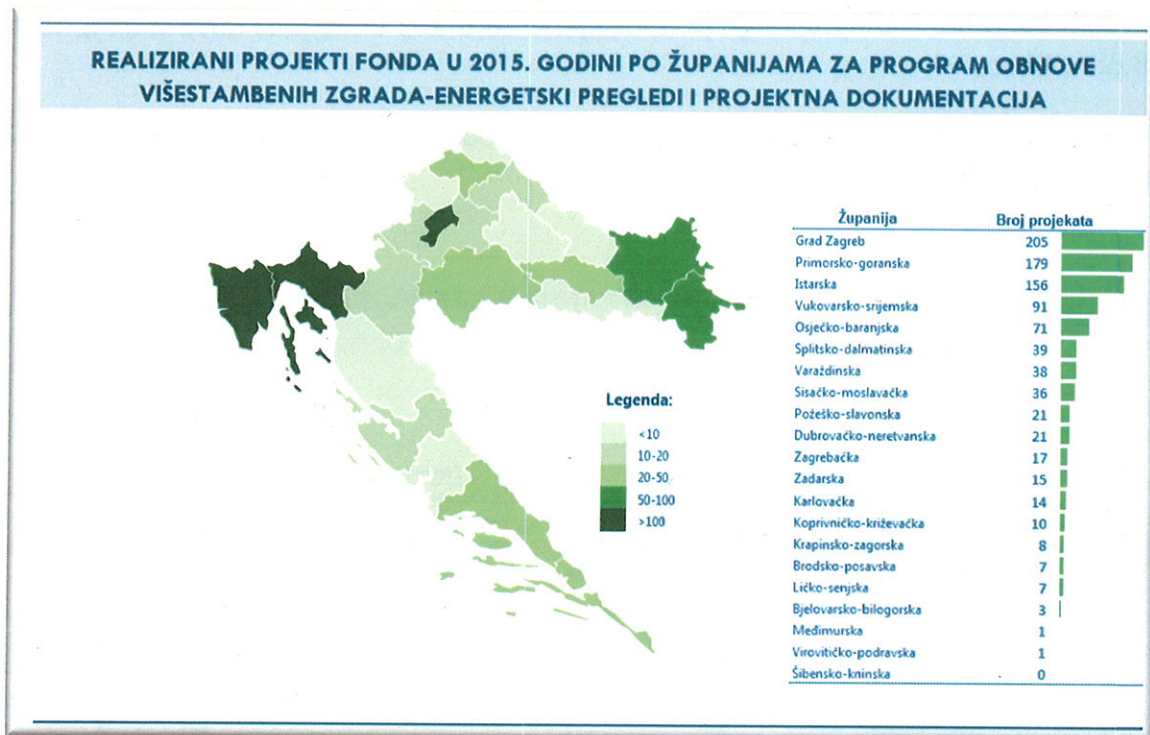 REALIZIRANI PROJEKTI FONDA U 2015. GODINI PO ŽUPANIJAMA ZA PROGRAM OBNOVE
VIŠESTAMBENIH ZGRADA-ENERGETSKI PREGLEDI I PROJEKTNA DOKUMENTACIJA
Legenda:
<10
10-20
20-50
50-100
>100
Županija Broj projekata
Grad Zagreb 205
Primorsko-goranska 179
Istarska 156
Vukovarsko-srijemska 91
Osječko-baranjska 71
Splitsko-dalmatinska 39
Varaždinska 38
Sisačko-moslavačka 36
Požeško-slavonska 21
Dubrovačko-neretvanska 21
Zagrebačka 17
Zadarska 15
Karlovačka 14
Koprivničko-križevačka 10
Krapinsko-zagorska 8
Brodsko-posavska 7
Ličko-senjska 7
Bjelovarsko-bilogorska 3
Međimurska 1
Virovitičko-podravska 1
Šibensko-kninska 0